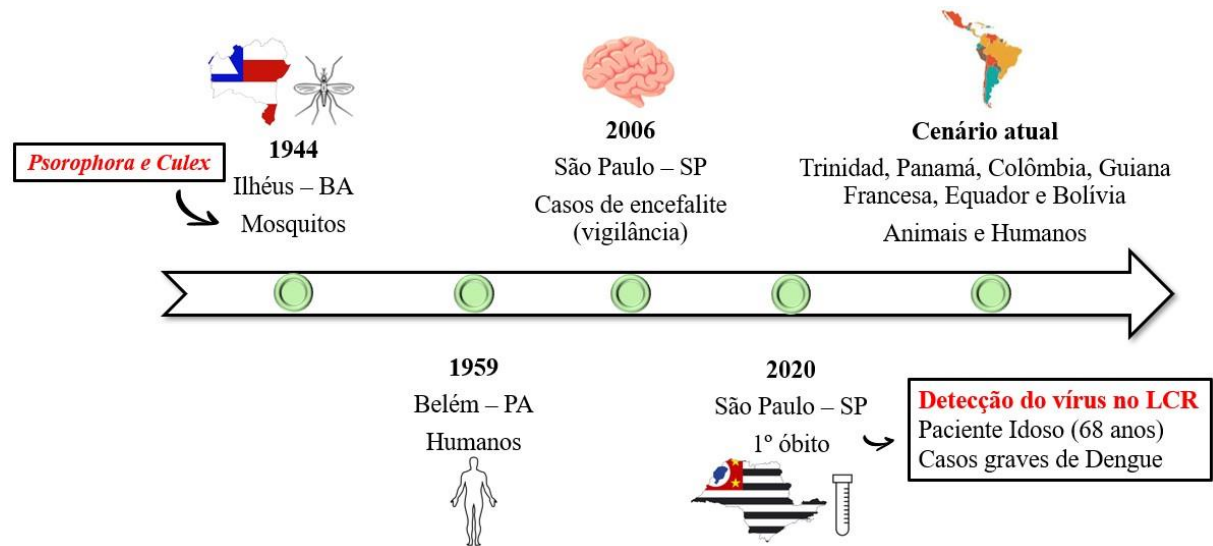 Psorophora e Culex
1944
Ilhéus – BA
Mosquitos
1959
Belém – PA
Humanos
2006
São Paulo – SP
Casos de encefalite
(vigilância)
2020
São Paulo – SP
1º óbito
Detecção do vírus no LCR
Paciente Idoso (68 anos)
Casos graves de Dengue
Cenário atual
Trinidad, Panamá, Colômbia, Guiana
Francesa, Equador e Bolívia
Animais e Humanos